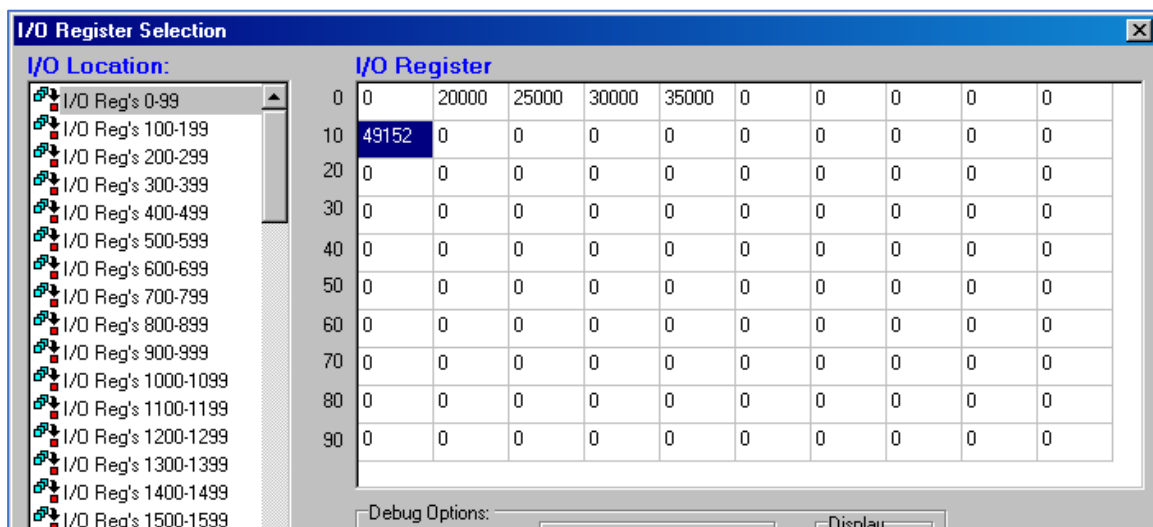 I/O Register Selection
I/O Location:
I/O Reg's 0-99
I/O Reg's 100-199
I/O Reg's 200-299
I/O Reg's 300-399
I/O Reg's 400-499
I/O Reg's 500-599
I/O Reg's 600-699
I/O Reg's 700-799
I/O Reg's 800-899
I/O Reg's 900-999
I/O Reg's 1000-1099
I/O Reg's 1100-1199
I/O Reg's 1200-1299
I/O Reg's 1300-1399
I/O Reg's 1400-1499
I/O Reg's 1500-1599
I/O Register
0 0 20000 25000 30000 35000 0 0 0 0 0
10 49152 0 0 0 0 0 0 0 0 0
20 0 0 0 0 0 0 0 0 0 0
30 0 0 0 0 0 0 0 0 0 0
40 0 0 0 0 0 0 0 0 0 0
50 0 0 0 0 0 0 0 0 0 0
60 0 0 0 0 0 0 0 0 0 0
70 0 0 0 0 0 0 0 0 0 0
80 0 0 0 0 0 0 0 0 0 0
90 0 0 0 0 0 0 0 0 0 0
Debug Options:
Display